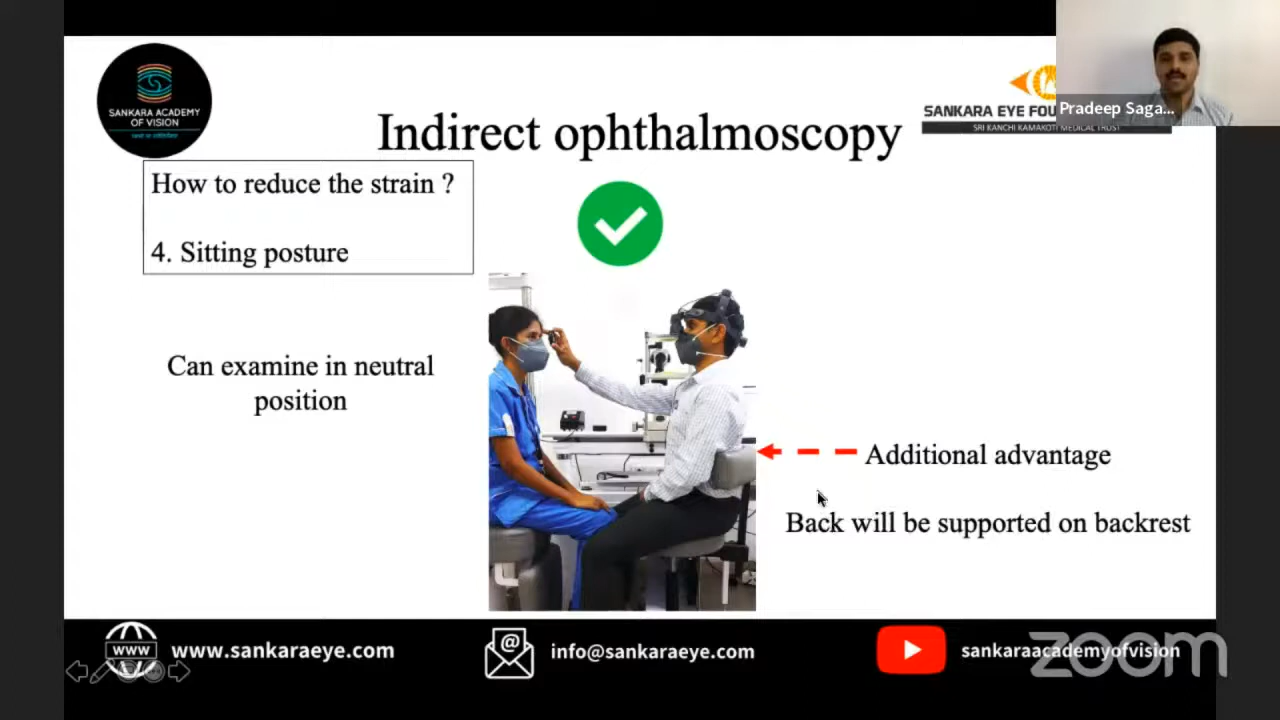 SANKARA ACADEMY
OF VISION
Indirect ophthalmoscopy
SANKARA EYE
SRI KANCHI KAMAKOTI MEDICAL TRUST
Pradeep Saga...
How to reduce the strain ?
4. Sitting posture
Can examine in neutral
position
Additional advantage
Back will be supported on backrest
www
www.sankaraeye.com
@
info@sankaraeye.com
sankaraacademyofvision
zoom